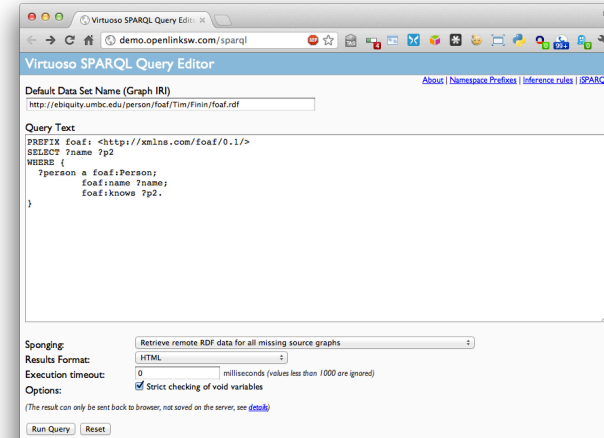 Virtuoso SPARQL Query Edito
demo.openlinksw.com/sparql
Virtuoso SPARQL Query Editor
About | Namespace Prefixes | Inference rules | iSPARQ
Default Data Set Name (Graph IRI)
http://ebiquity.umbc.edu/person/foaf/Tim/Finin/foaf.rdf
Query Text
PREFIX foaf: <http://xmlns.com/foaf/0.1/>
SELECT ?name ?p2
WHERE {
?person a foaf:Person;
foaf:name ?name;
foaf:knows ?p2.
}
Sponging: Retrieve remote RDF data for all missing source graphs
Results Format: HTML
Execution timeout: 0 milliseconds (values less than 1000 are ignored)
Options: Strict checking of void variables
(The result can only be sent back to browser, not saved on the server, see details)
Run Query Reset